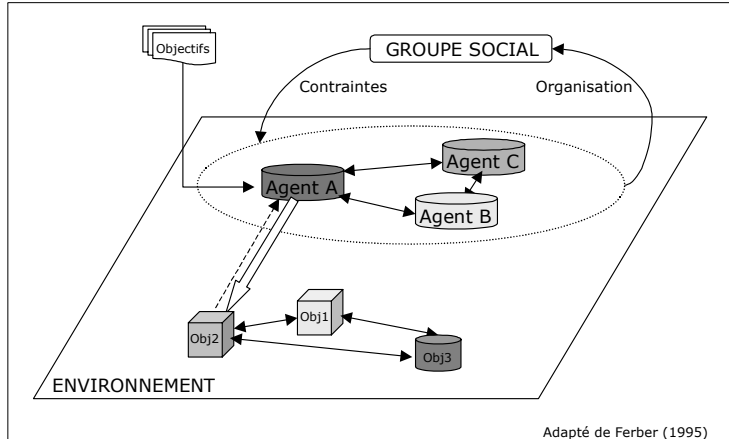 Objectifs
GROUPE SOCIAL
Contraintes
Organisation
Agent C
Agent A
Agent B
Obj1
Obj2
Obj3
ENVIRONNEMENT
Adapté de Ferber (1995)